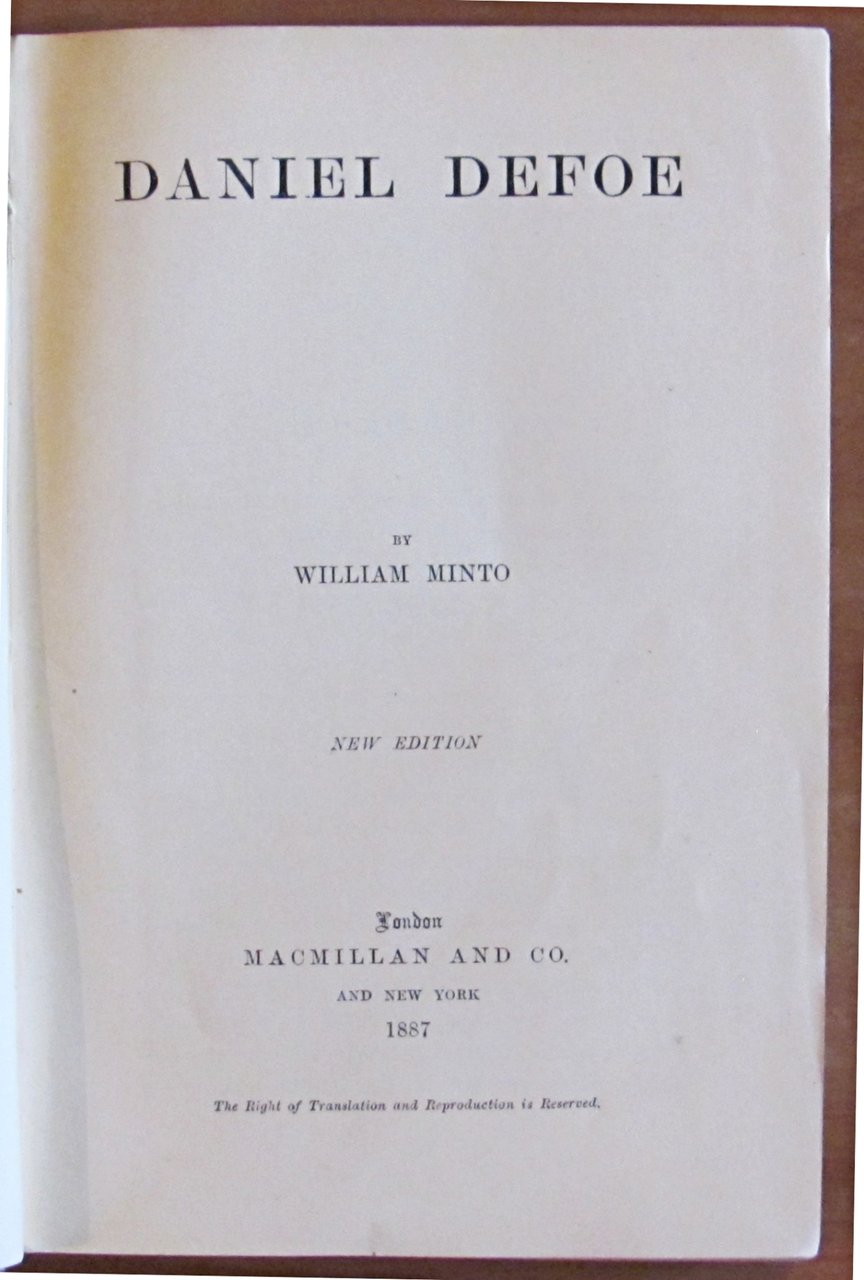 DANIEL DEFOE
BY
WILLIAM MINTO
NEW EDITION
London
MACMILLAN AND CO.
AND NEW YORK
1887
The Right of Translation and Reproduction is Reserved.